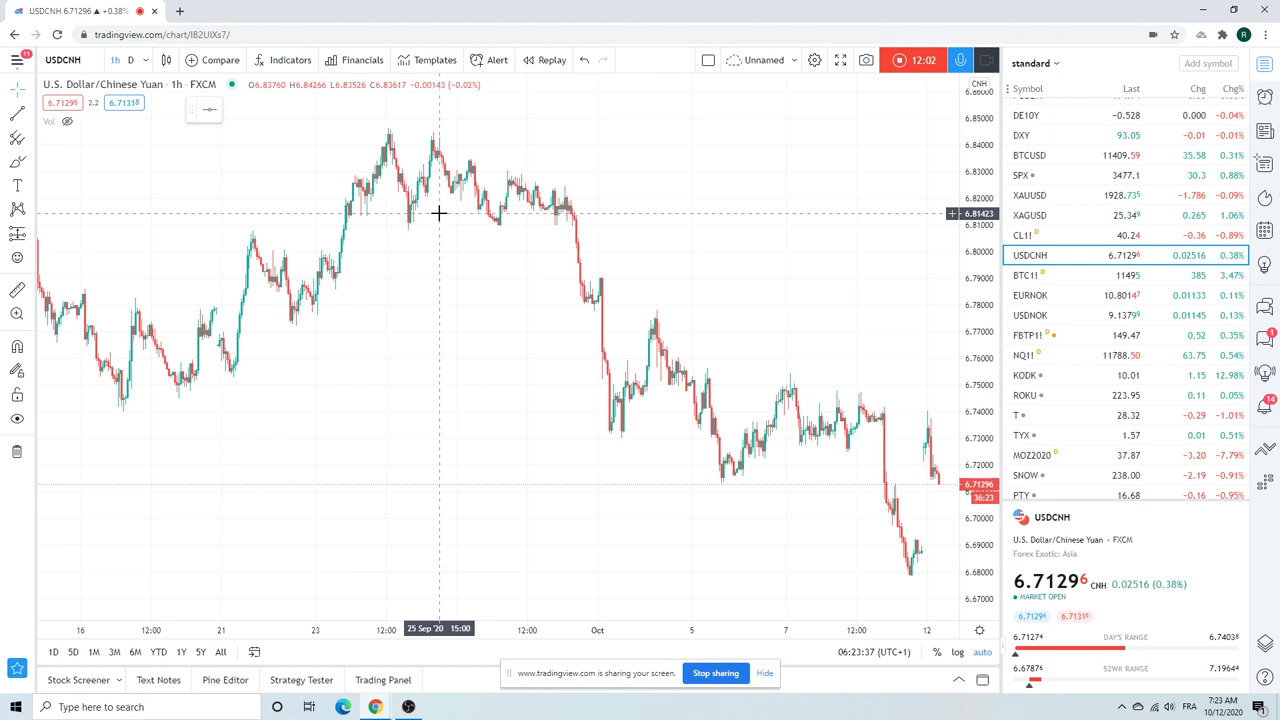 USDCNH 6.71296 ▲ +0.38%
tradingview.com/chart/IB2UIXs7/
R
11
USDCNH
1h
D
Compare
Indicators
Financials
Templates
Alert
Replay
Unnamed
12:02
U.S. Dollar/Chinese Yuan · 1h · FXCM
O6.83760 H6.84266 L6.83526 C6.83617 -0.00143 (-0.02%)
6.71296 2.2 6.71318
Vol
CNH
6.86000
6.85000
6.84000
6.83000
6.82000
6.81423
6.81000
6.80000
6.79000
6.78000
6.77000
6.76000
6.75000
6.74000
6.73000
6.72000
6.71296
36:23
6.70000
6.69000
6.68000
6.67000
16 12:00 21 23 12:00 25 Sep '20 15:00 12:00 Oct 5 7 12:00 12
1D 5D 1M 3M 6M YTD 1Y 5Y All
06:23:37 (UTC+1) % log auto
Stock Screener
Text Notes
Pine Editor
Strategy Tester
Trading Panel
www.tradingview.com is sharing your screen.
Stop sharing
Hide
standard
Add symbol
Symbol Last Chg Chg%
DE10Y -0.528 0.000 -0.04%
DXY 93.05 -0.01 -0.01%
BTCUSD 11409.59 35.58 0.31%
SPX 3477.1 30.3 0.88%
XAUUSD 1928.735 -1.786 -0.09%
XAGUSD 25.349 0.265 1.06%
CL1! D 40.24 -0.36 -0.89%
USDCNH 6.71296 0.02516 0.38%
BTC1! D 11495 385 3.47%
EURNOK 10.80147 0.01133 0.11%
USDNOK 9.13799 0.01145 0.13%
FBTP1! D 149.47 0.52 0.35%
NQ1! D 11788.50 63.75 0.54%
KODK 10.01 1.15 12.98%
ROKU 223.95 0.11 0.05%
T 28.32 -0.29 -1.01%
TYX 1.57 0.01 0.51%
MOZ2020 D 37.87 -3.20 -7.79%
SNOW 238.00 -2.19 -0.91%
PTY 16.68 -0.16 -0.95%
USDCNH
U.S. Dollar/Chinese Yuan • FXCM
Forex Exotic: Asia
6.71296 CNH 0.02516 (0.38%)
MARKET OPEN
6.71296 6.71318
6.71274 DAY'S RANGE 6.74038
6.67876 52WK RANGE 7.19644
1
14
Type here to search
FRA
7:23 AM
10/12/2020
1